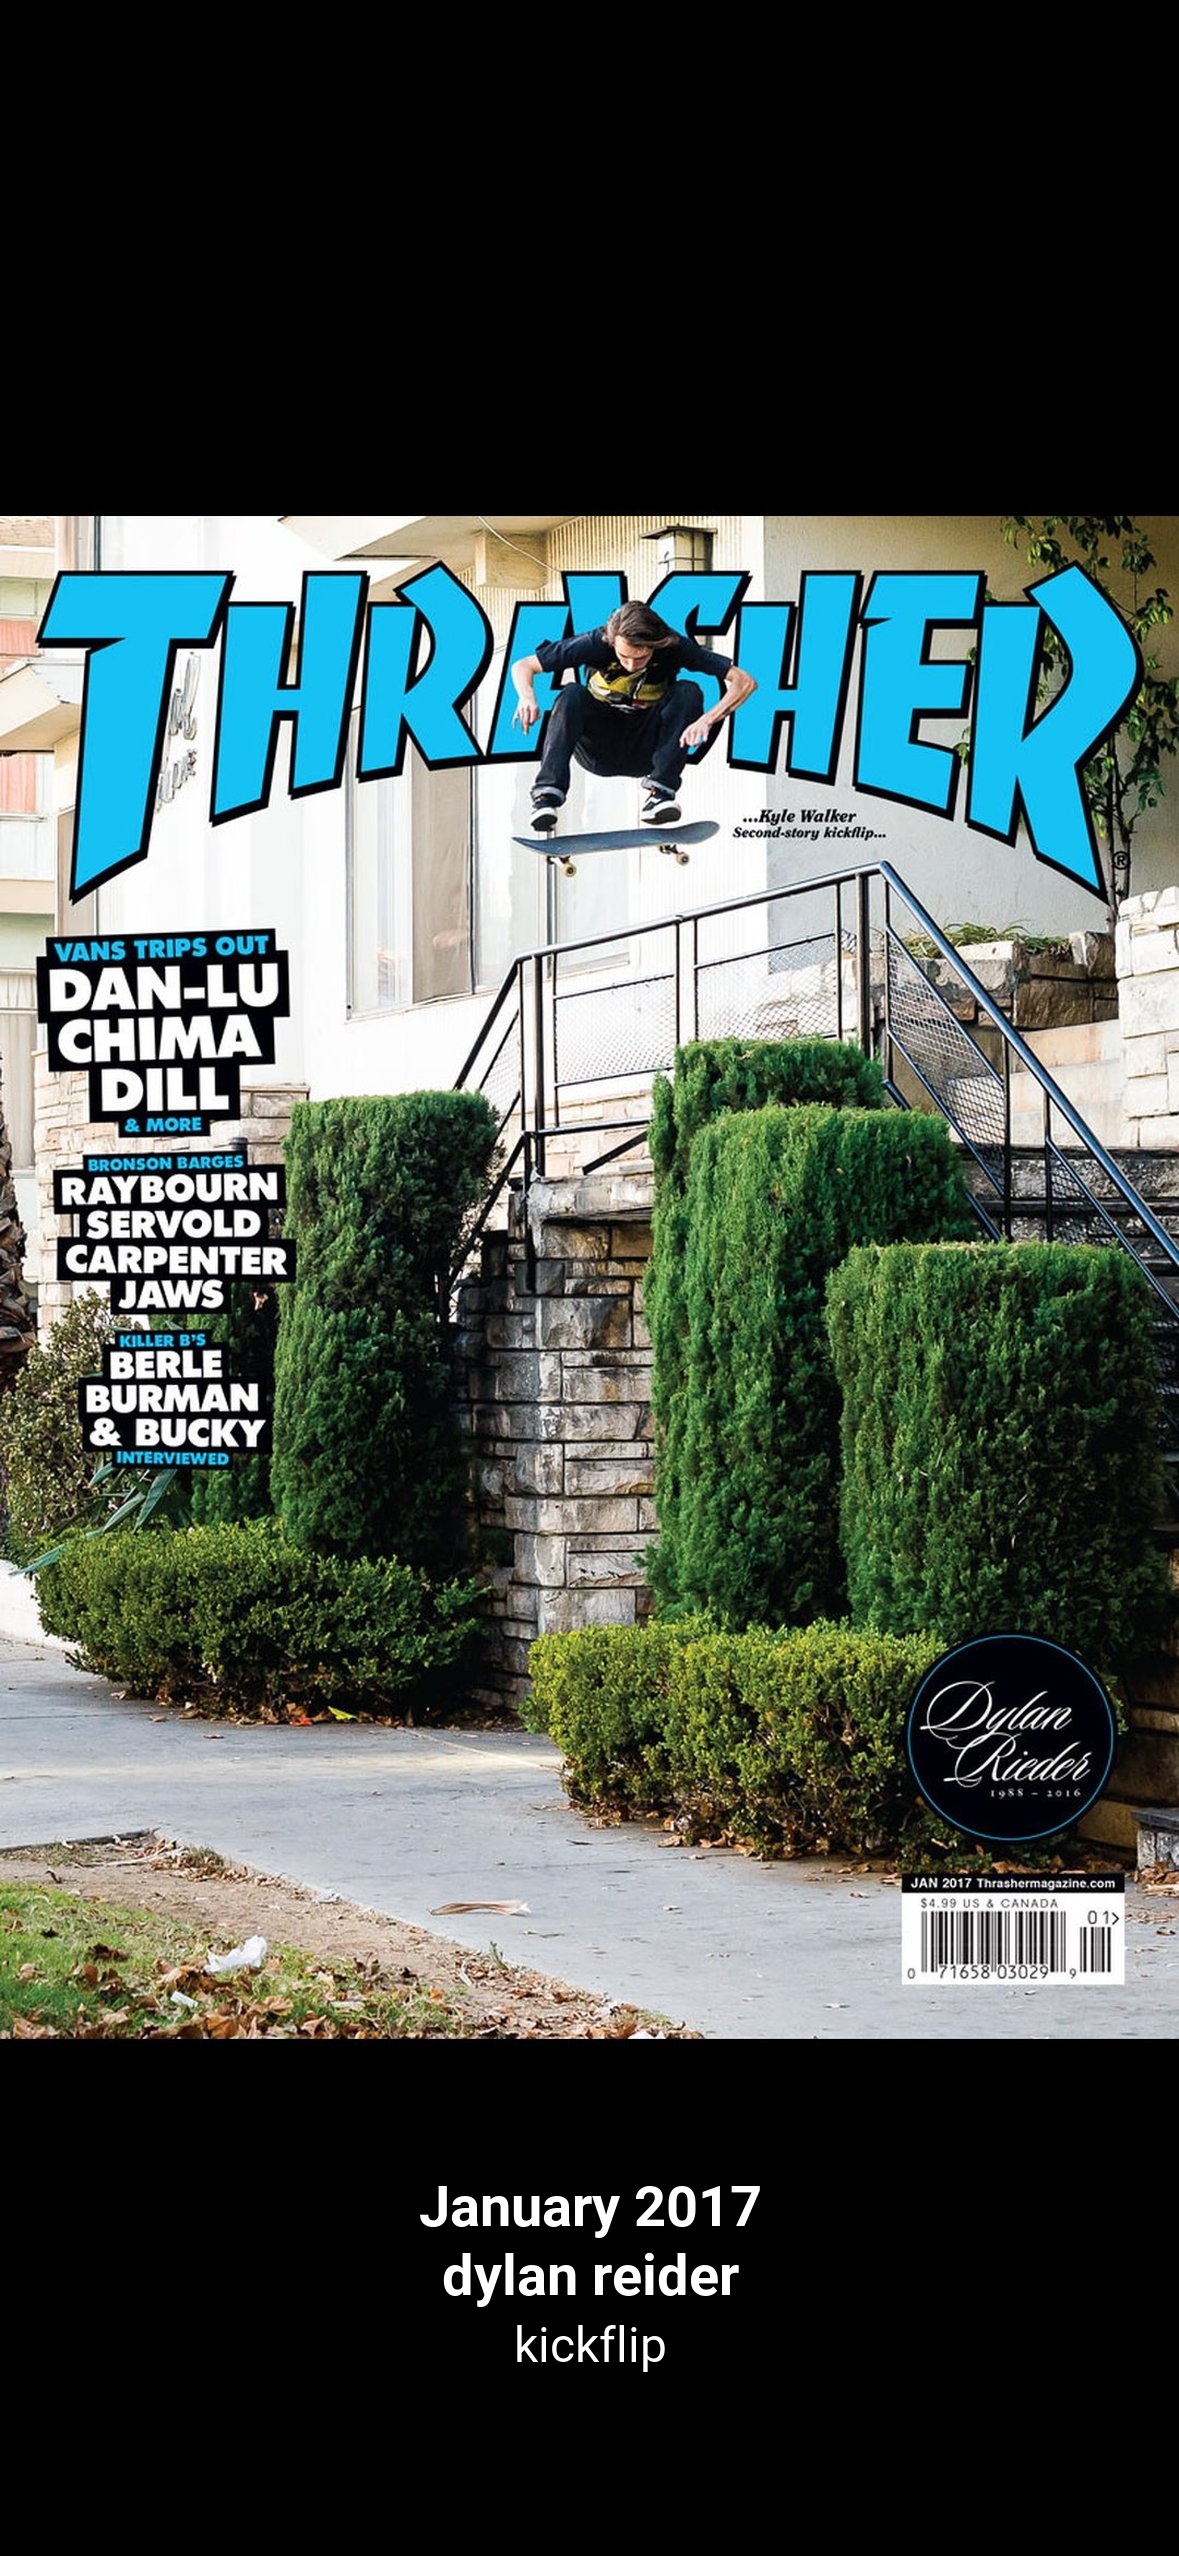 THRASHER
®
...Kyle Walker
Second-story kickflip...
VANS TRIPS OUT
DAN-LU
CHIMA
DILL
& MORE
BRONSON BARGES
RAYBOURN
SERVOLD
CARPENTER
JAWS
KILLER B'S
BERLE
BURMAN
& BUCKY
INTERVIEWED
Dylan
Rieder
1988 – 2016
JAN 2017 Thrashermagazine.com
$4.99 US & CANADA
01>
0 71658 03029 9
January 2017
dylan reider
kickflip